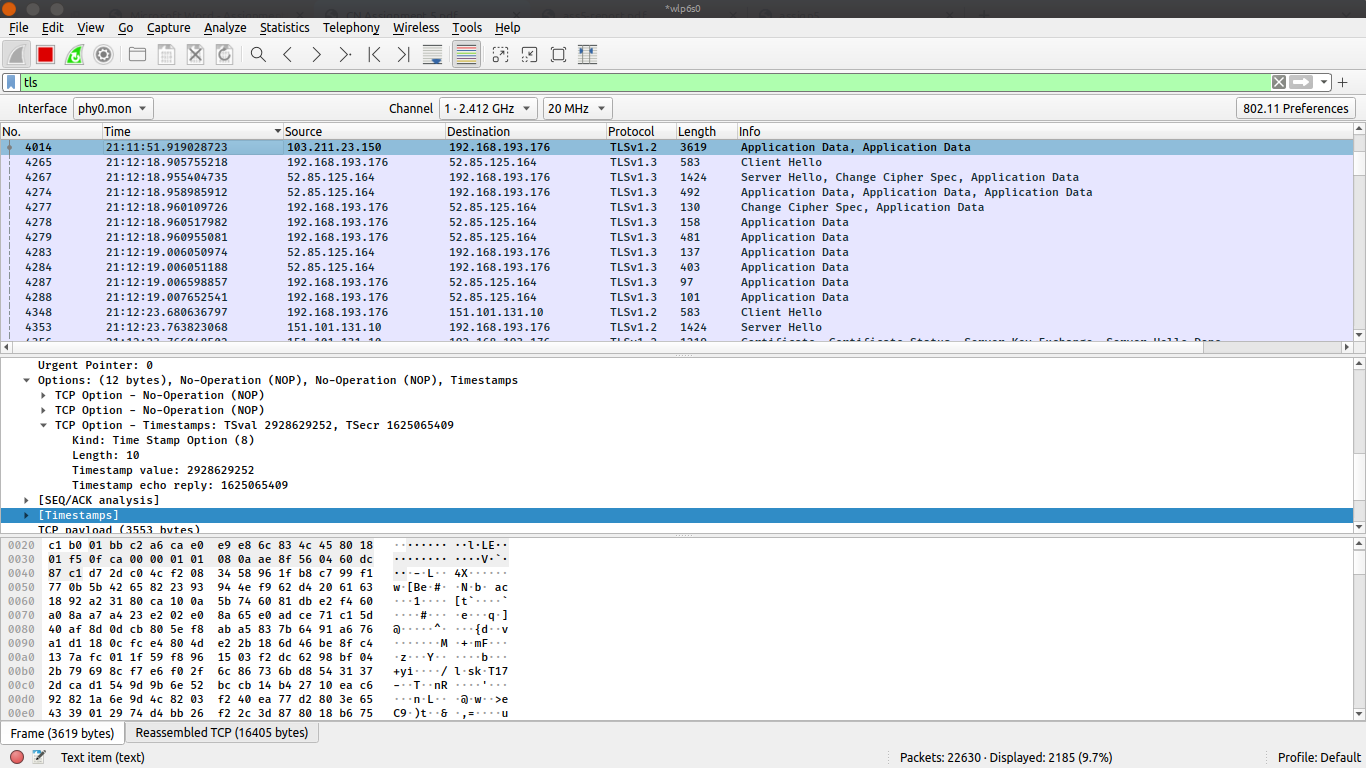 *wlp6s0
File Edit View Go Capture Analyze Statistics Telephony Wireless Tools Help
tls
Interface phy0.mon Channel 1 · 2.412 GHz 20 MHz 802.11 Preferences
No. Time Source Destination Protocol Length Info
4014 21:11:51.919028723 103.211.23.150 192.168.193.176 TLSv1.2 3619 Application Data, Application Data
4265 21:12:18.905755218 192.168.193.176 52.85.125.164 TLSv1.3 583 Client Hello
4267 21:12:18.955404735 52.85.125.164 192.168.193.176 TLSv1.3 1424 Server Hello, Change Cipher Spec, Application Data
4274 21:12:18.958985912 52.85.125.164 192.168.193.176 TLSv1.3 492 Application Data, Application Data, Application Data
4277 21:12:18.960109726 192.168.193.176 52.85.125.164 TLSv1.3 130 Change Cipher Spec, Application Data
4278 21:12:18.960517982 192.168.193.176 52.85.125.164 TLSv1.3 158 Application Data
4279 21:12:18.960955081 192.168.193.176 52.85.125.164 TLSv1.3 481 Application Data
4283 21:12:19.006050974 52.85.125.164 192.168.193.176 TLSv1.3 137 Application Data
4284 21:12:19.006051188 52.85.125.164 192.168.193.176 TLSv1.3 403 Application Data
4287 21:12:19.006598857 192.168.193.176 52.85.125.164 TLSv1.3 97 Application Data
4288 21:12:19.007652541 192.168.193.176 52.85.125.164 TLSv1.3 101 Application Data
4348 21:12:23.680636797 192.168.193.176 151.101.131.10 TLSv1.2 583 Client Hello
4353 21:12:23.763823068 151.101.131.10 192.168.193.176 TLSv1.2 1424 Server Hello
Urgent Pointer: 0
Options: (12 bytes), No-Operation (NOP), No-Operation (NOP), Timestamps
TCP Option - No-Operation (NOP)
TCP Option - No-Operation (NOP)
TCP Option - Timestamps: TSval 2928629252, TSecr 1625065409
Kind: Time Stamp Option (8)
Length: 10
Timestamp value: 2928629252
Timestamp echo reply: 1625065409
[SEQ/ACK analysis]
[Timestamps]
TCP payload (3553 bytes)
0020 c1 b0 01 bb c2 a6 ca e0 e9 e8 6c 83 4c 45 80 18 ········ ··l·LE··
0030 01 f5 0f ca 00 00 01 01 08 0a ae 8f 56 04 60 dc ········ ····V·`·
0040 87 c1 d7 2d c0 4c f2 08 34 58 96 1f b8 c7 99 f1 ···-·L·· 4X······
0050 77 0b 5b 42 65 82 23 93 94 4e f9 62 d4 20 61 63 w·[Be·#· ·N·b· ac
0060 18 92 a2 31 80 ca 10 0a 5b 74 60 81 db e2 f4 60 ···1···· [t`····`
0070 a0 8a a7 a4 23 e2 02 e0 8a 65 e0 ad ce 71 c1 5d ····#··· ·e···q·]
0080 40 af 8d 0d cb 80 5e f8 ab a5 83 7b 64 91 a6 76 @·····^· ···{d··v
0090 a1 d1 18 0c fc e4 80 4d e2 2b 18 6d 46 be 8f c4 ·······M ·+·mF···
00a0 13 7a fc 01 1f 59 f8 96 15 03 f2 dc 62 98 bf 04 ·z···Y·· ····b···
00b0 2b 79 69 8c f7 e6 f0 2f 6c 86 73 6b d8 54 31 37 +yi····/ l·sk·T17
00c0 2d ca d1 54 9d 9b 6e 52 bc cb 14 b4 27 10 ea c6 -··T··nR ····'···
00d0 92 82 1a 6e 9d 4c 82 03 f2 40 ea 77 d2 80 3e 65 ···n·L·· ·@·w··>e
00e0 43 39 01 29 74 d4 bb 26 f2 2c 3d 87 80 18 b6 75 C9·)t··& ·,=····u
Frame (3619 bytes) Reassembled TCP (16405 bytes)
Text item (text) Packets: 22630 · Displayed: 2185 (9.7%) Profile: Default